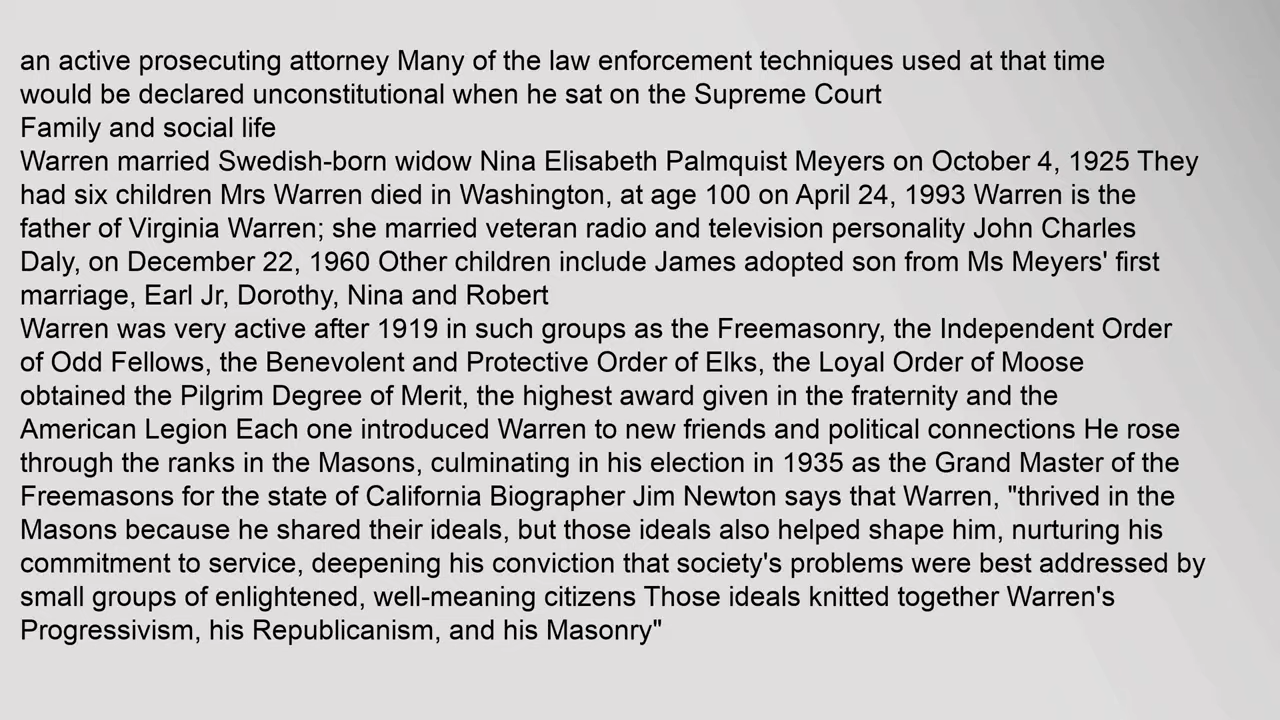 an active prosecuting attorney Many of the law enforcement techniques used at that time
would be declared unconstitutional when he sat on the Supreme Court
Family and social life
Warren married Swedish-born widow Nina Elisabeth Palmquist Meyers on October 4, 1925 They
had six children Mrs Warren died in Washington, at age 100 on April 24, 1993 Warren is the
father of Virginia Warren; she married veteran radio and television personality John Charles
Daly, on December 22, 1960 Other children include James adopted son from Ms Meyers' first
marriage, Earl Jr, Dorothy, Nina and Robert
Warren was very active after 1919 in such groups as the Freemasonry, the Independent Order
of Odd Fellows, the Benevolent and Protective Order of Elks, the Loyal Order of Moose
obtained the Pilgrim Degree of Merit, the highest award given in the fraternity and the
American Legion Each one introduced Warren to new friends and political connections He rose
through the ranks in the Masons, culminating in his election in 1935 as the Grand Master of the
Freemasons for the state of California Biographer Jim Newton says that Warren, "thrived in the
Masons because he shared their ideals, but those ideals also helped shape him, nurturing his
commitment to service, deepening his conviction that society's problems were best addressed by
small groups of enlightened, well-meaning citizens Those ideals knitted together Warren's
Progressivism, his Republicanism, and his Masonry"